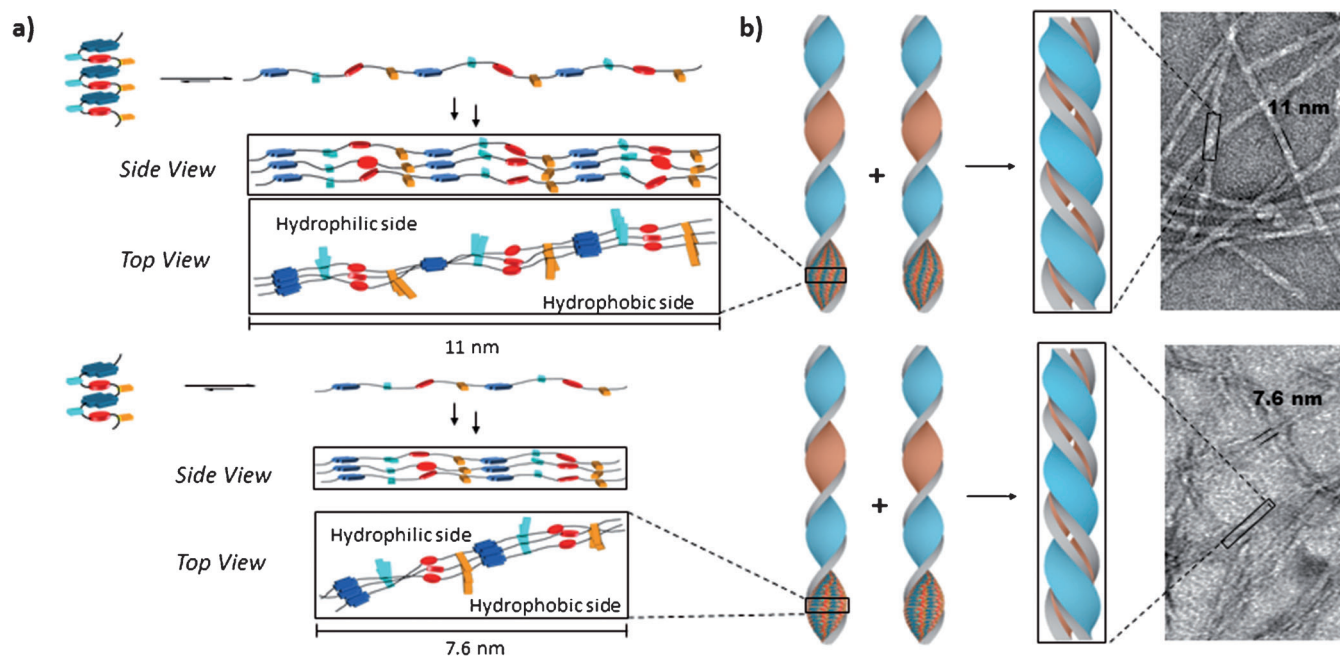 a)
b)
Side View
Top View
Hydrophilic side
Hydrophobic side
11 nm
+
11 nm
Side View
Top View
Hydrophilic side
Hydrophobic side
7.6 nm
+
7.6 nm